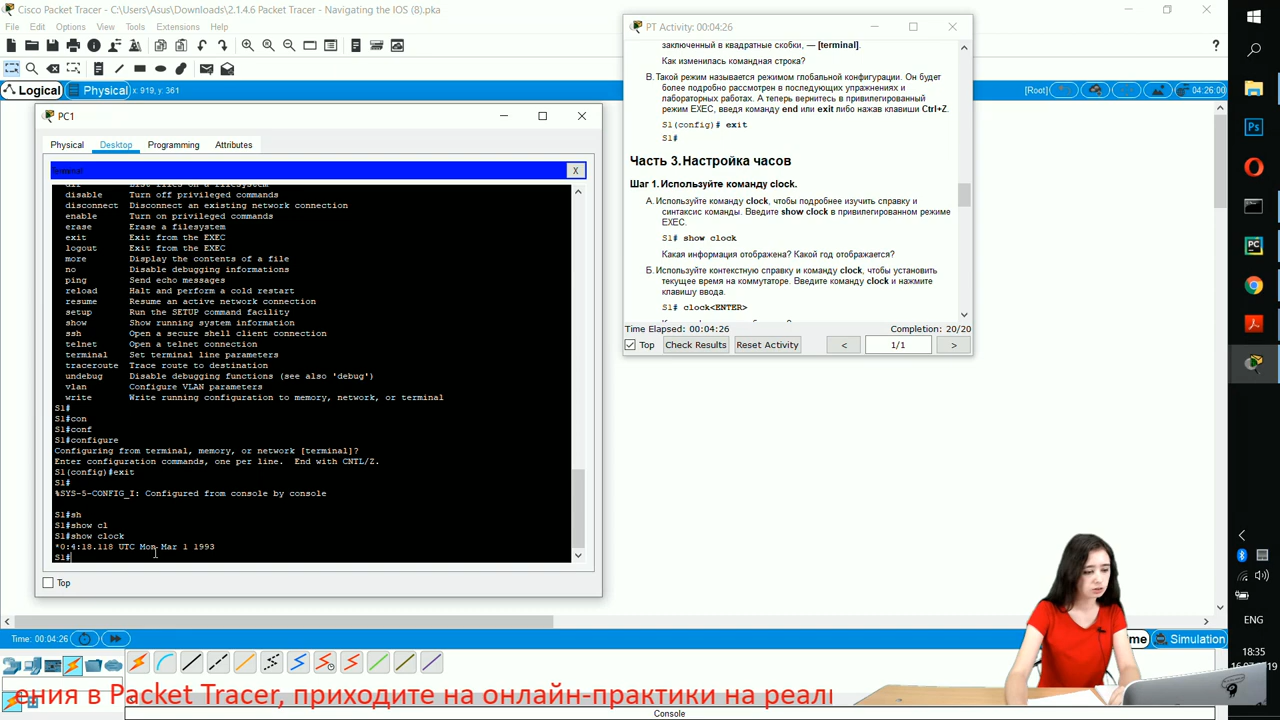 Cisco Packet Tracer - C:\Users\Asus\Downloads\2.1.4.6 Packet Tracer - Navigating the IOS (8).pka
File Edit Options View Tools Extensions Help
Logical Physical x: 919, y: 361 [Root] 04:26:00
PC1
Physical Desktop Programming Attributes
Terminal X
dir List files on a filesystem
disable Turn off privileged commands
disconnect Disconnect an existing network connection
enable Turn on privileged commands
erase Erase a filesystem
exit Exit from the EXEC
logout Exit from the EXEC
more Display the contents of a file
no Disable debugging informations
ping Send echo messages
reload Halt and perform a cold restart
resume Resume an active network connection
setup Run the SETUP command facility
show Show running system information
ssh Open a secure shell client connection
telnet Open a telnet connection
terminal Set terminal line parameters
traceroute Trace route to destination
undebug Disable debugging functions (see also 'debug')
vlan Configure VLAN parameters
write Write running configuration to memory, network, or terminal
S1#
S1#con
S1#conf
S1#configure
Configuring from terminal, memory, or network [terminal]?
Enter configuration commands, one per line. End with CNTL/Z.
S1(config)#exit
S1#
%SYS-5-CONFIG_I: Configured from console by console
S1#sh
S1#show cl
S1#show clock
*0:4:18.118 UTC Mon Mar 1 1993
S1#
Top
PT Activity: 00:04:26
заключенный в квадратные скобки, — [terminal].
Как изменилась командная строка?
В. Такой режим называется режимом глобальной конфигурации. Он будет
более подробно рассмотрен в последующих упражнениях и
лабораторных работах. А теперь вернитесь в привилегированный
режим EXEC, введя команду end или exit либо нажав клавиши Ctrl+Z.
S1(config)# exit
S1#
Часть 3. Настройка часов
Шаг 1. Используйте команду clock.
А. Используйте команду clock, чтобы подробнее изучить справку и
синтаксис команды. Введите show clock в привилегированном режиме
EXEC.
S1# show clock
Какая информация отображена? Какой год отображается?
Б. Используйте контекстную справку и команду clock, чтобы установить
текущее время на коммутаторе. Введите команду clock и нажмите
клавишу ввода.
S1# clock<ENTER>
Time Elapsed: 00:04:26 Completion: 20/20
Top Check Results Reset Activity < 1/1 >
Time: 00:04:26
Simulation
ения в Packet Tracer, приходите на онлайн-практики на реал
Console
Ps
PC
ENG
18:35